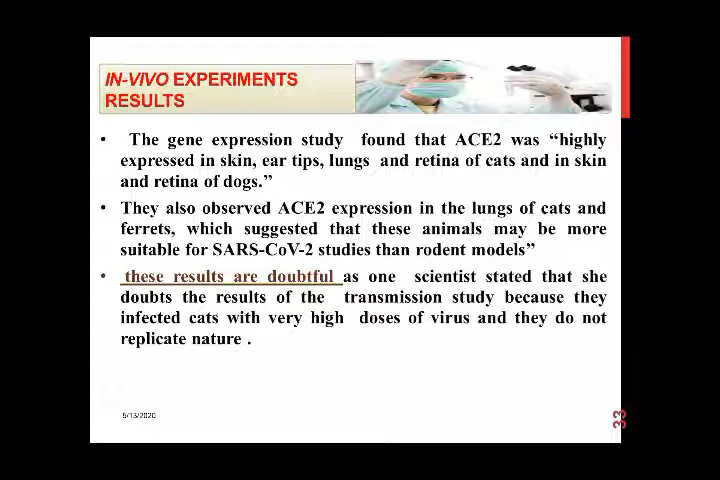 IN-VIVO EXPERIMENTS
RESULTS
• The gene expression study found that ACE2 was “highly
expressed in skin, ear tips, lungs and retina of cats and in skin
and retina of dogs.”
• They also observed ACE2 expression in the lungs of cats and
ferrets, which suggested that these animals may be more
suitable for SARS-CoV-2 studies than rodent models”
• these results are doubtful as one scientist stated that she
doubts the results of the transmission study because they
infected cats with very high doses of virus and they do not
replicate nature .
5/13/2020
33